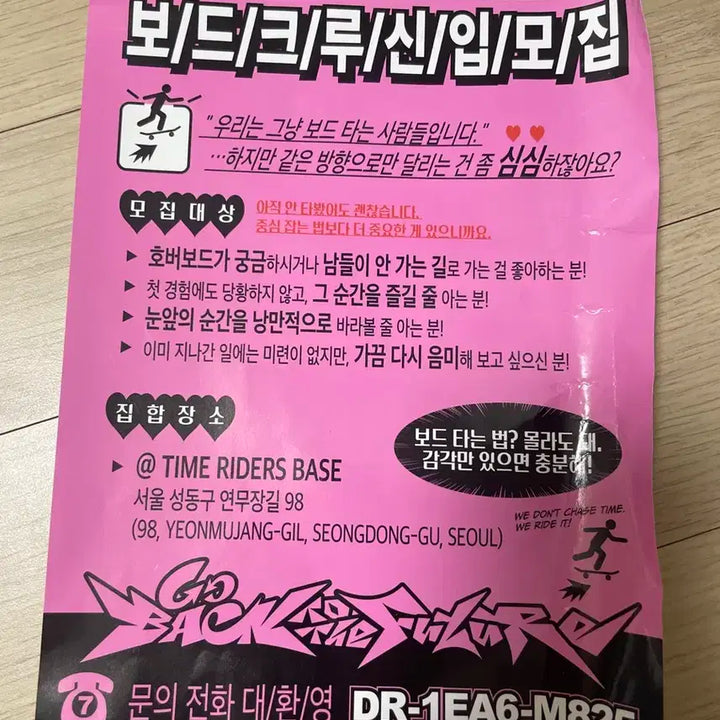 보/드/크/루/신/입/모/집
"우리는 그냥 보드 타는 사람들입니다."
…하지만 같은 방향으로만 달리는 건 좀 심심하잖아요?
모집대상
아직 안 타봤어도 괜찮습니다.
중심 잡는 법보다 더 중요한 게 있으니까요.
▶ 호버보드가 궁금하시거나 남들이 안 가는 길로 가는 걸 좋아하는 분!
▶ 첫 경험에도 당황하지 않고, 그 순간을 즐길 줄 아는 분!
▶ 눈앞의 순간을 낭만적으로 바라볼 줄 아는 분!
▶ 이미 지나간 일에는 미련이 없지만, 가끔 다시 음미해 보고 싶으신 분!
집합장소
보드 타는 법? 몰라도 돼.
감각만 있으면 충분해!
▶ @ TIME RIDERS BASE
서울 성동구 연무장길 98
(98, YEONMUJANG-GIL, SEONGDONG-GU, SEOUL)
WE DON'T CHASE TIME.
WE RIDE IT!
Go
BACK to the Future
7 문의 전화 대/환/영 DR-1EA6-M825